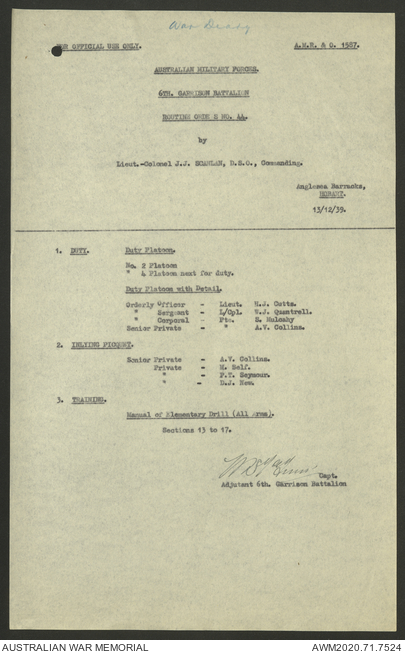 War Diary
FOR OFFICIAL USE ONLY.
A.M.R. & O. 1587.
AUSTRALIAN MILITARY FORCES.
6TH. GARRISON BATTALION
ROUTINE ORDERS NO. 44.
by
Lieut.-Colonel J.J. SCANLAN, D.S.O., Commanding.
Anglesea Barracks,
HOBART.
13/12/39.
1. DUTY. Duty Platoon.
No. 2 Platoon
" 4 Platoon next for duty.
Duty Platoon with Detail.
Orderly Officer - Lieut. H.J. Cotts.
" Sergeant - L/Cpl. W.J. Quantrell.
" Corporal - Pte. E. Mulcahy
Senior Private - " A.V. Collins.
2. INLYING PICQUET.
Senior Private - A.V. Collins.
Private - M. Self.
" - P.T. Seymour.
" - D.J. New.
3. TRAINING.
Manual of Elementary Drill (All Arms).
Sections 13 to 17.
Capt.
Adjutant 6th. Garrison Battalion
AUSTRALIAN WAR MEMORIAL
AWM2020.71.7524